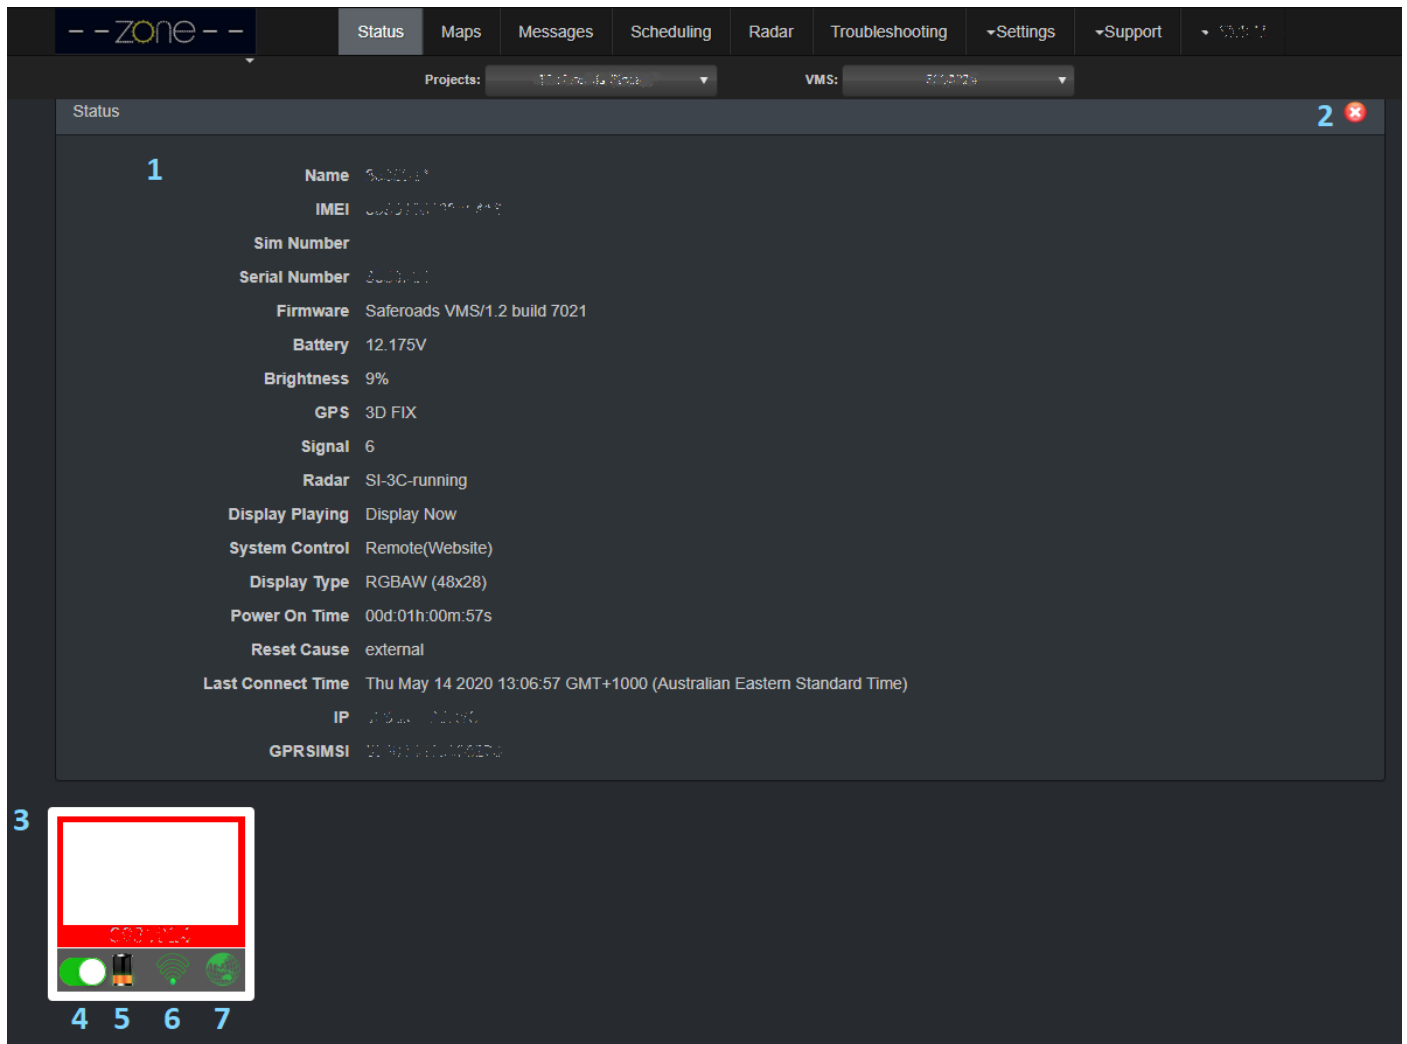 --zone--
Status Maps Messages Scheduling Radar Troubleshooting Settings Support
Projects: VMS:
Status 2
1
Name
IMEI
Sim Number
Serial Number
Firmware Saferoads VMS/1.2 build 7021
Battery 12.175V
Brightness 9%
GPS 3D FIX
Signal 6
Radar SI-3C-running
Display Playing Display Now
System Control Remote(Website)
Display Type RGBAW (48x28)
Power On Time 00d:01h:00m:57s
Reset Cause external
Last Connect Time Thu May 14 2020 13:06:57 GMT+1000 (Australian Eastern Standard Time)
IP
GPRSIMSI
3
4 5 6 7